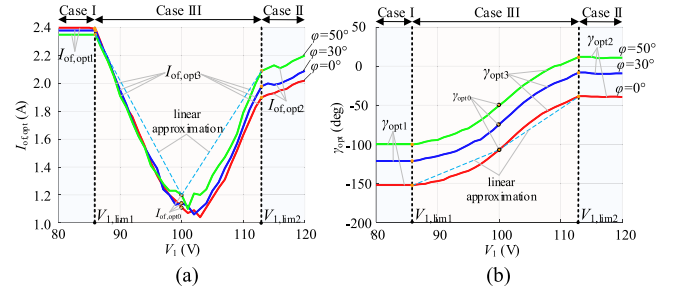 Case I
Case III
Case II
2.4
2.2
2.0
1.8
1.6
1.4
1.2
1.0
I_of,opt (A)
I_of,opt1
I_of,opt3
I_of,opt2
I_of,opt0
linear
approximation
φ=50°
φ=30°
φ=0°
V_1,lim1
V_1,lim2
80
90
100
110
120
V_1 (V)
(a)
Case I
Case III
Case II
50
0
-50
-100
-150
-200
γ_opt (deg)
γ_opt1
γ_opt0
γ_opt3
γ_opt2
φ=50°
φ=30°
φ=0°
linear
approximation
V_1,lim1
V_1,lim2
80
90
100
110
120
V_1 (V)
(b)